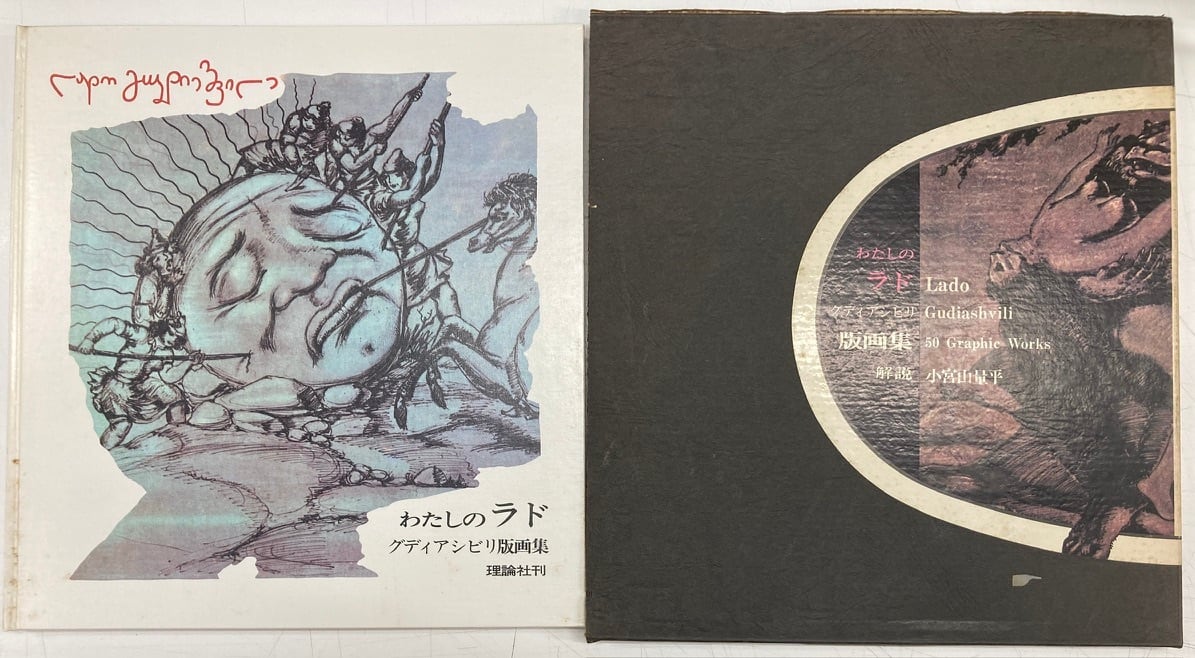 ლადო გუდიაშვილი
わたしの ラド
グディアシビリ版画集
理論社刊
わたしの
ラド Lado
グディアシビリ Gudiashvili
版画集 50 Graphic Works
解説 小宮山量平